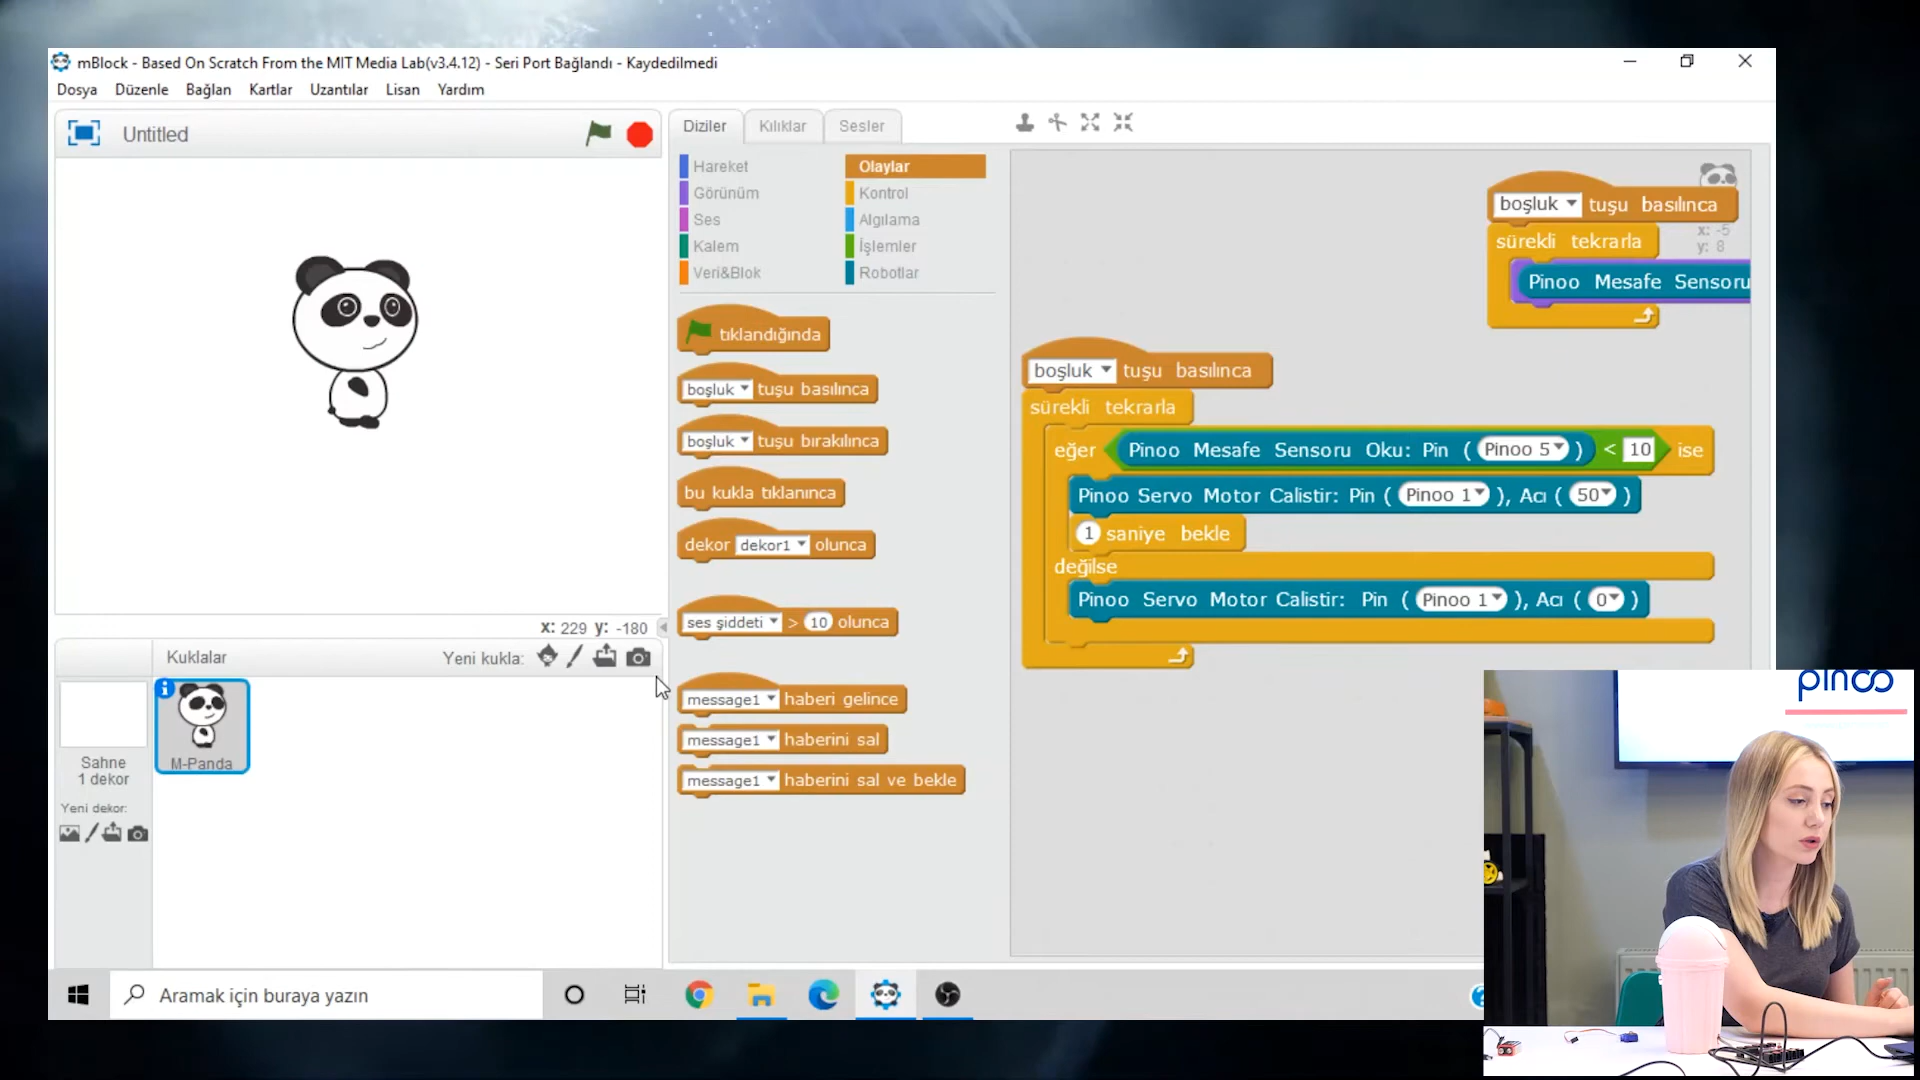 mBlock - Based On Scratch From the MIT Media Lab(v3.4.12) - Seri Port Bağlandı - Kaydedilmedi
Dosya Düzenle Bağlan Kartlar Uzantılar Lisan Yardım
Untitled
x: 229 y: -180
Kuklalar
Yeni kukla:
Sahne
1 dekor
Yeni dekor:
M-Panda
Diziler Kılıklar Sesler
Hareket
Görünüm
Ses
Kalem
Veri&Blok
Olaylar
Kontrol
Algılama
İşlemler
Robotlar
tıklandığında
boşluk tuşu basılınca
boşluk tuşu bırakılınca
bu kukla tıklanınca
dekor dekor1 olunca
ses şiddeti > 10 olunca
message1 haberi gelince
message1 haberini sal
message1 haberini sal ve bekle
boşluk tuşu basılınca
sürekli tekrarla
x: -5
y: 8
Pinoo Mesafe Sensoru
boşluk tuşu basılınca
sürekli tekrarla
eğer Pinoo Mesafe Sensoru Oku: Pin ( Pinoo 5 ) < 10 ise
Pinoo Servo Motor Calistir: Pin ( Pinoo 1 ), Acı ( 50 )
1 saniye bekle
değilse
Pinoo Servo Motor Calistir: Pin ( Pinoo 1 ), Acı ( 0 )
Aramak için buraya yazın
pinoo